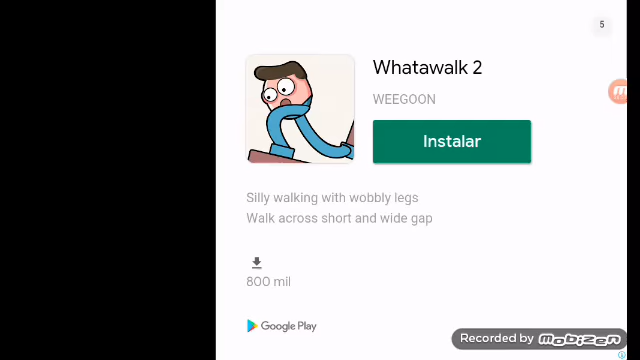 5
Whatawalk 2
WEEGOON
Instalar
Silly walking with wobbly legs
Walk across short and wide gap
800 mil
Google Play
Recorded by MOBIZEN